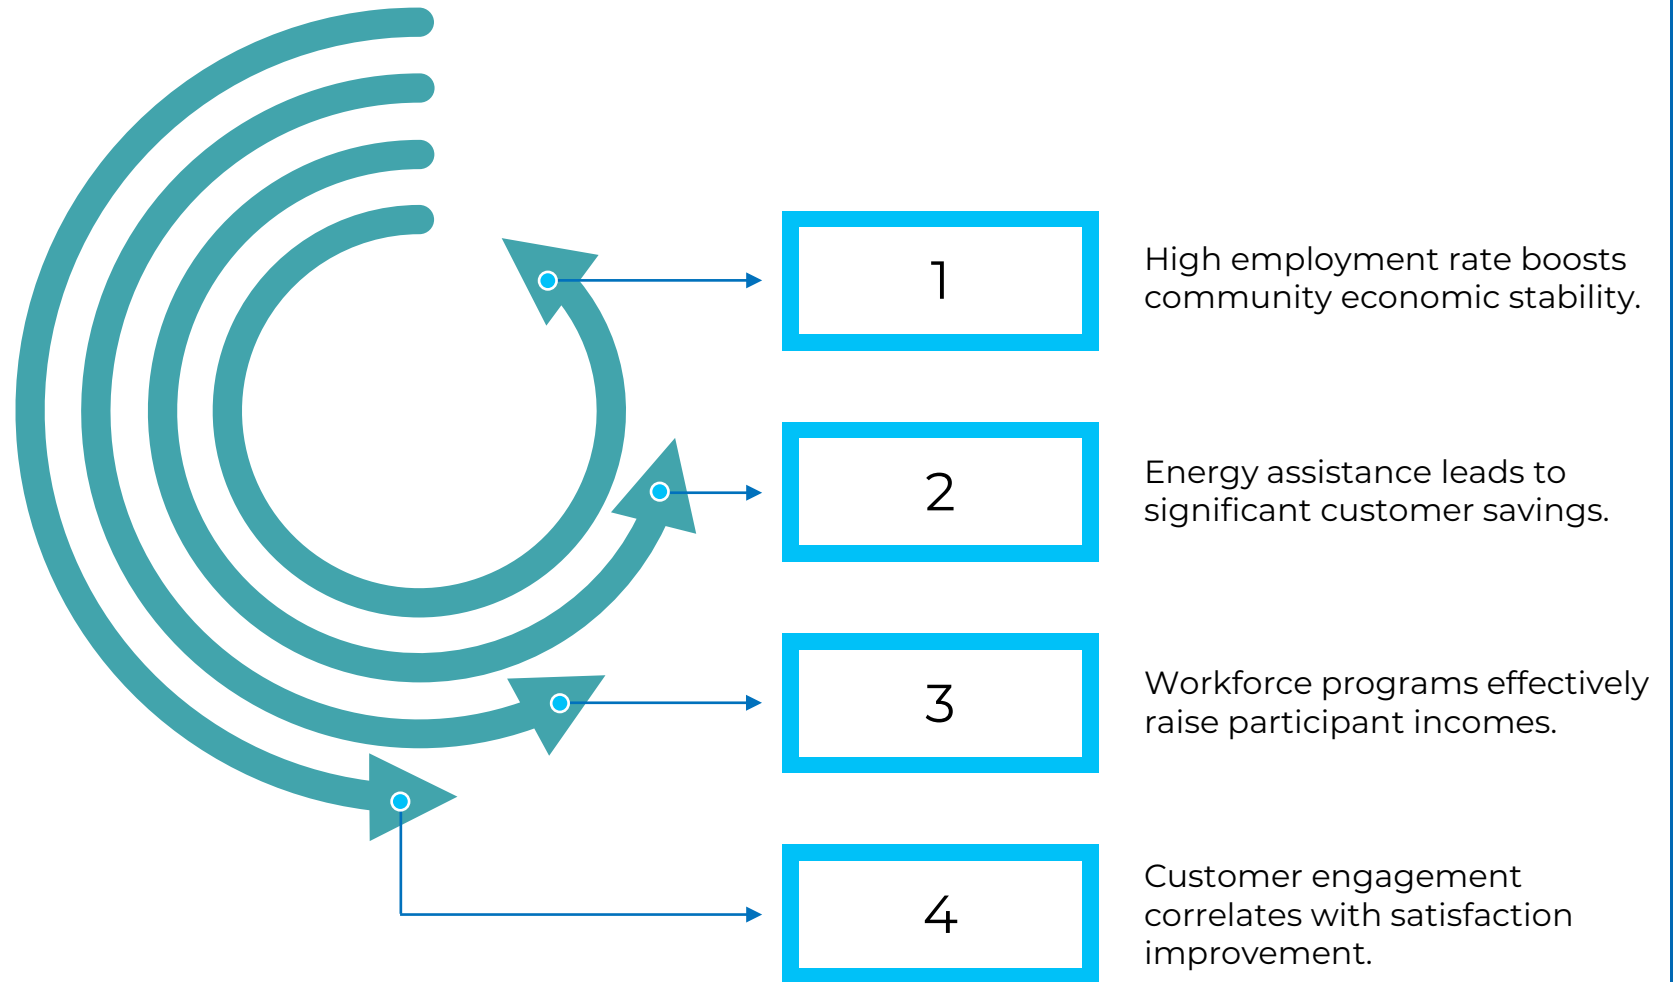 1
High employment rate boosts
community economic stability.
2
Energy assistance leads to
significant customer savings.
3
Workforce programs effectively
raise participant incomes.
4
Customer engagement
correlates with satisfaction
improvement.